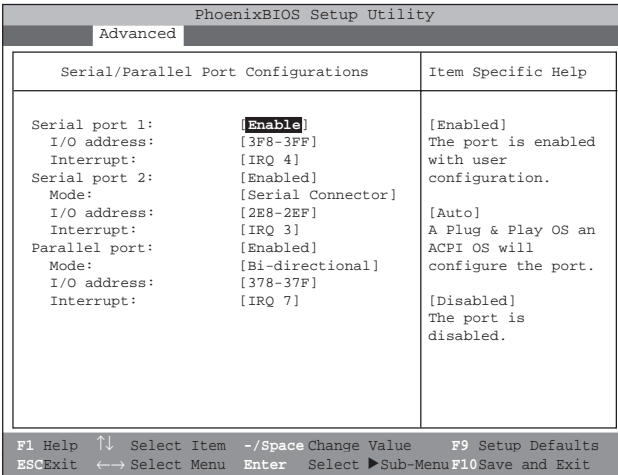 PhoenixBIOS Setup Utility
Advanced
Serial/Parallel Port Configurations
Item Specific Help
Serial port 1: [Enable]
I/O address: [3F8-3FF]
Interrupt: [IRQ 4]
Serial port 2: [Enabled]
Mode: [Serial Connector]
I/O address: [2E8-2EF]
Interrupt: [IRQ 3]
Parallel port: [Enabled]
Mode: [Bi-directional]
I/O address: [378-37F]
Interrupt: [IRQ 7]
[Enabled]
The port is enabled
with user
configuration.
[Auto]
A Plug & Play OS an
ACPI OS will
configure the port.
[Disabled]
The port is
disabled.
F1 Help ↑↓ Select Item -/Space Change Value F9 Setup Defaults
ESCExit ←→ Select Menu Enter Select ▶Sub-Menu F10Save and Exit